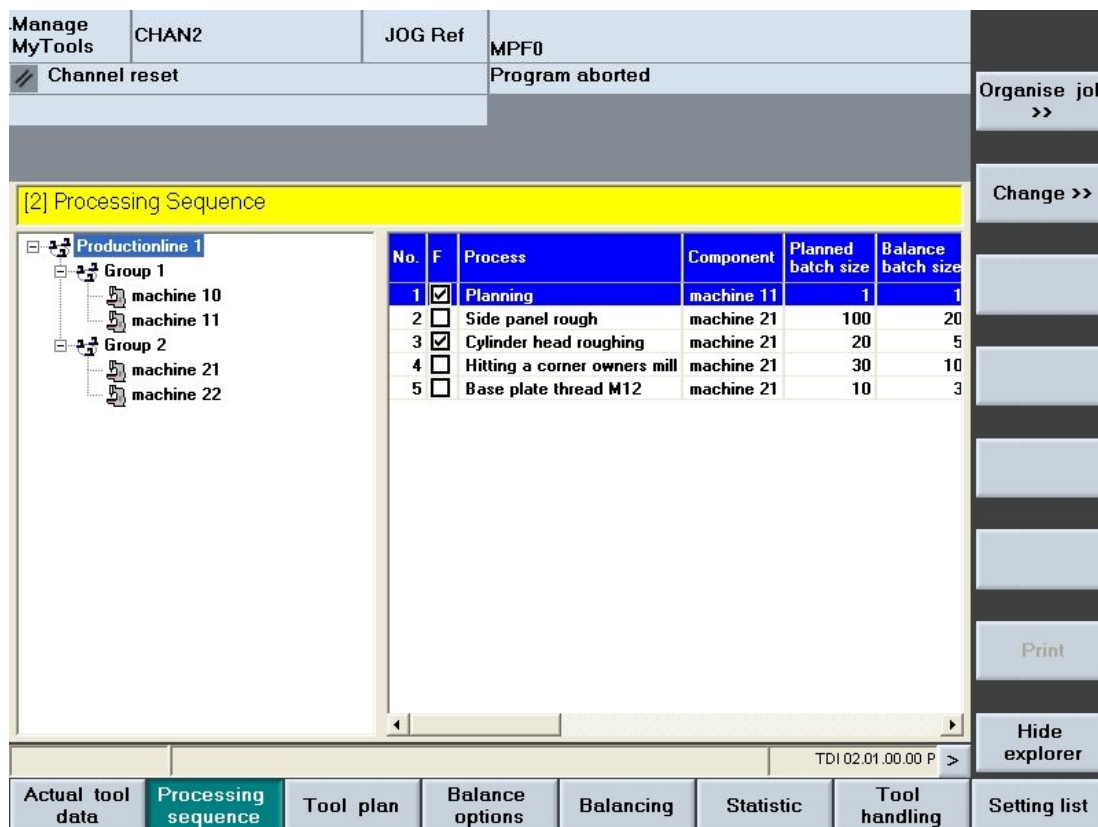 Manage MyTools
CHAN2
JOG Ref
MPF0
Channel reset
Program aborted
[2] Processing Sequence
Productionline 1
Group 1
machine 10
machine 11
Group 2
machine 21
machine 22
No. F Process Component Planned batch size Balance batch size
1 Planning machine 11 1 1
2 Side panel rough machine 21 100 20
3 Cylinder head roughing machine 21 20 5
4 Hitting a corner owners mill machine 21 30 10
5 Base plate thread M12 machine 21 10 3
Organise jol
>>
Change >>
Print
Hide explorer
TDI 02.01.00.00 P >
Actual tool data
Processing sequence
Tool plan
Balance options
Balancing
Statistic
Tool handling
Setting list